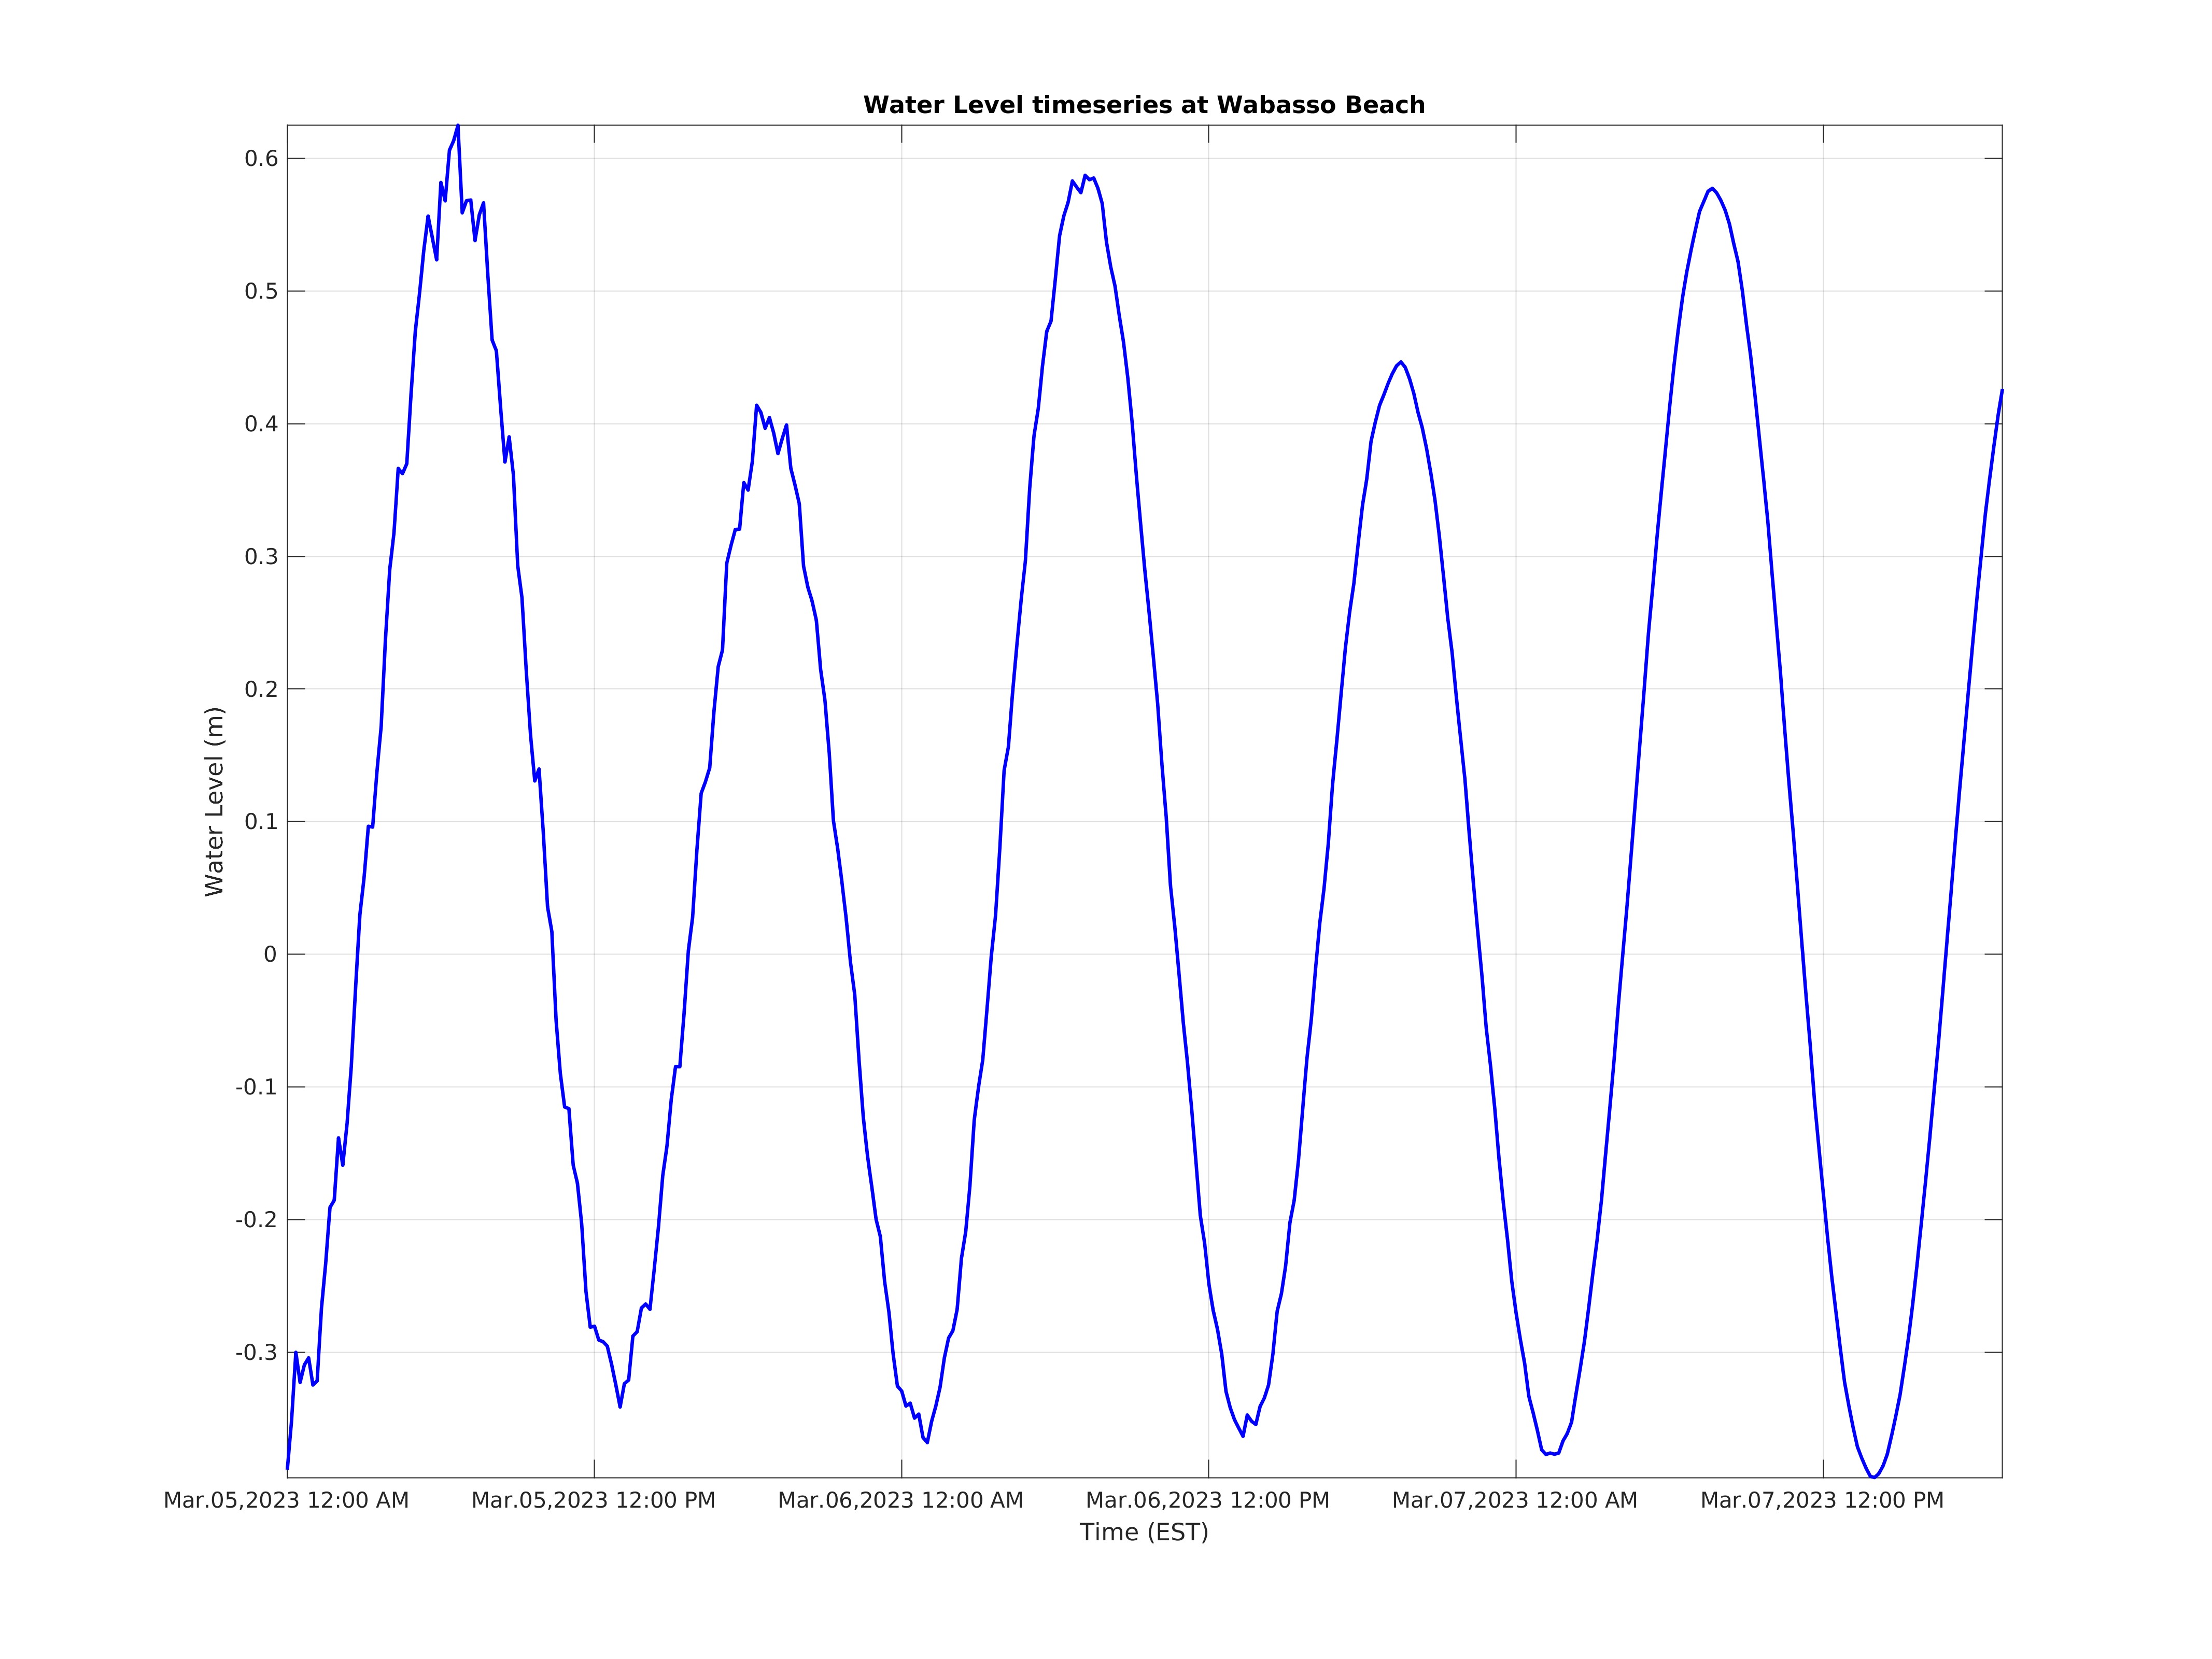 Water Level timeseries at Wabasso Beach
0.6
0.5
0.4
0.3
0.2
0.1
0
-0.1
-0.2
-0.3
Water Level (m)
Mar.05,2023 12:00 AM Mar.05,2023 12:00 PM Mar.06,2023 12:00 AM Mar.06,2023 12:00 PM Mar.07,2023 12:00 AM Mar.07,2023 12:00 PM
Time (EST)